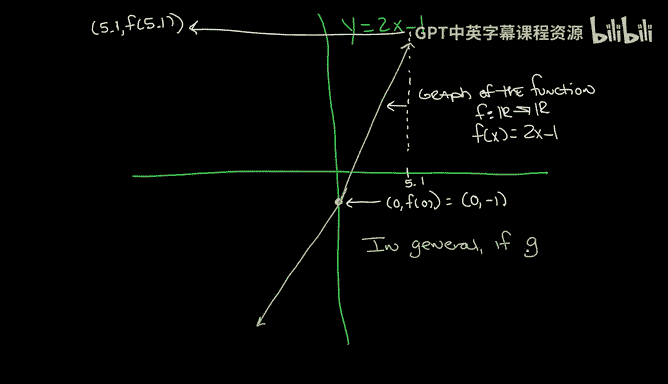 (5.1, f(5.1))
y = 2x-1
GPT中英字幕课程资源
bilibili
Graph of the function
f: ℝ → ℝ
f(x) = 2x-1
5.1
(0, f(0)) = (0, -1)
In general, if g